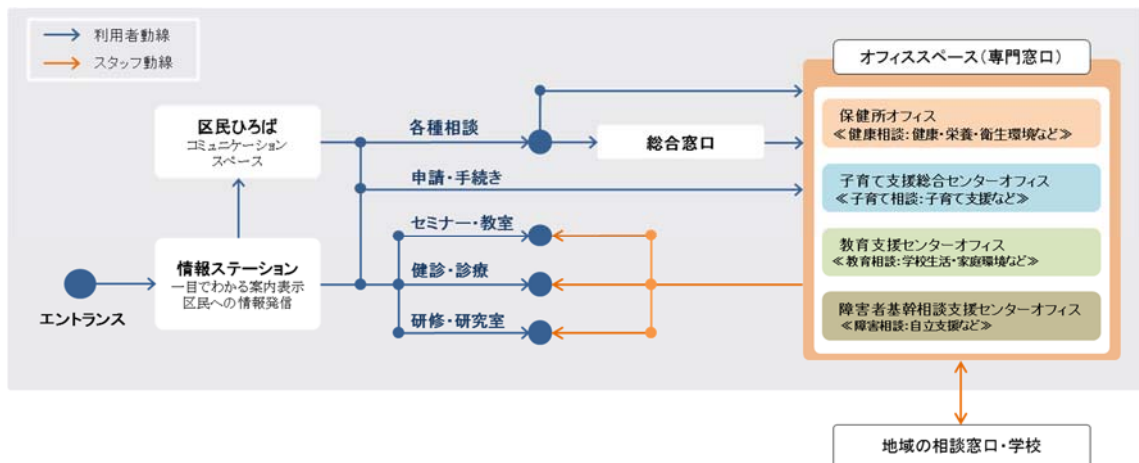 利用者動線
スタッフ動線
オフィススペース(専門窓口)
保健所オフィス
≪健康相談:健康・栄養・衛生環境など≫
子育て支援総合センターオフィス
≪子育て相談:子育て支援など≫
教育支援センターオフィス
≪教育相談:学校生活・家庭環境など≫
障害者基幹相談支援センターオフィス
≪障害相談:自立支援など≫
区民ひろば
コミュニケーション
スペース
各種相談
総合窓口
申請・手続き
セミナー・教室
健診・診療
研修・研究室
情報ステーション
一目でわかる案内表示
区民への情報発信
エントランス
地域の相談窓口・学校